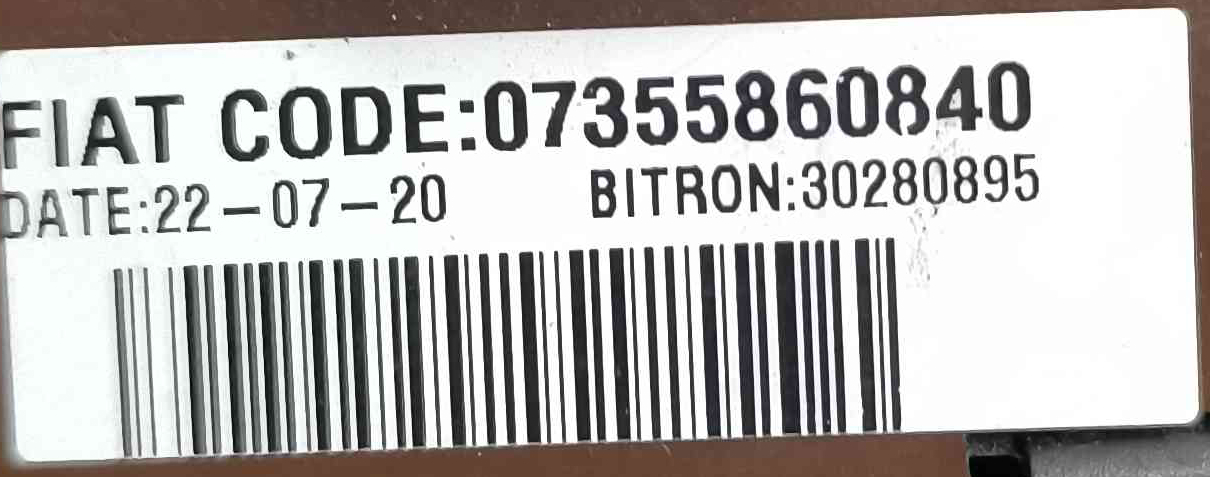 FIAT CODE:07355860840
DATE:22-07-20 BITRON:30280895